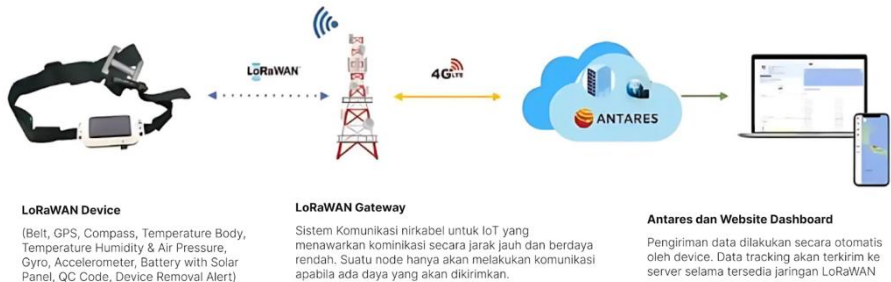 LoRaWAN
4G LTE
ANTARES
LoRaWAN Device
(Belt, GPS, Compass, Temperature Body,
Temperature Humidity & Air Pressure,
Gyro, Accelerometer, Battery with Solar
Panel, QC Code, Device Removal Alert)
LoRaWAN Gateway
Sistem Komunikasi nirkabel untuk IoT yang
menawarkan kominikasi secara jarak jauh dan berdaya
rendah. Suatu node hanya akan melakukan komunikasi
apabila ada daya yang akan dikirimkan.
Antares dan Website Dashboard
Pengiriman data dilakukan secara otomatis
oleh device. Data tracking akan terkirim ke
server selama tersedia jaringan LoRaWAN